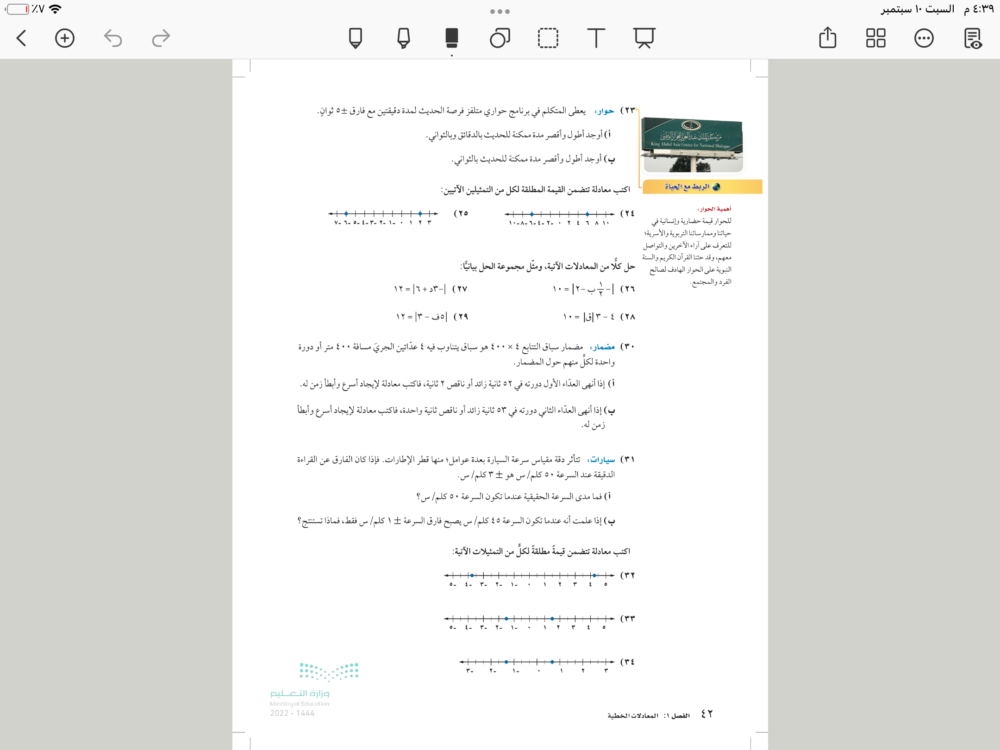 ٤:٣٩ م السبت ١٠ سبتمبر
٪٧
٢٣) حوار: يعطى المتكلم في برنامج حواري متلفز فرصة الحديث لمدة دقيقتين مع فارق ±٥ ثوانٍ.
أ) أوجد أطول وأقصر مدة ممكنة للحديث بالدقائق وبالثواني.
ب) أوجد أطول وأقصر مدة ممكنة للحديث بالثواني.
مركز الملك عبدالعزيز للحوار الوطني
King Abdul Aziz Center for National Dialogue
الربط مع الحياة
أهمية الحوار:
للحوار قيمة حضارية وإنسانية في
حياتنا وممارساتنا التربوية والأسرية؛
للتعرف على آراء الآخرين والتواصل
معهم، وقد حثنا القرآن الكريم والسنة
النبوية على الحوار الهادف لصالح
الفرد والمجتمع.
اكتب معادلة تتضمن القيمة المطلقة لكل من التمثيلين الآتيين:
٢٤)
١٠ ٨ ٦ ٤ ٢ ٠ -٢ -٤ -٦ -٨ -١٠
٢٥)
٣ ٢ ١ ٠ -١ -٢ -٣ -٤ -٥ -٦ -٧
حل كلًّا من المعادلات الآتية، ومثّل مجموعة الحل بيانيًّا:
٢٦) |-١/٢ ب -٢| = ١٠
٢٧) |-٣د + ٦| = ١٢
٢٨) ٤ - ٣ |ق| = ١٠
٢٩) |٥ف - ٣| = ١٢
٣٠) مضمار: مضمار سباق التتابع ٤ × ٤٠٠ هو سباق يتناوب فيه ٤ عدّائين الجريَ مسافة ٤٠٠ متر أو دورة
واحدة لكلٍّ منهم حول المضمار.
أ) إذا أنهى العدّاء الأول دورته في ٥٢ ثانية زائد أو ناقص ٢ ثانية، فاكتب معادلة لإيجاد أسرع وأبطأ زمن له.
ب) إذا أنهى العدّاء الثاني دورته في ٥٣ ثانية زائد أو ناقص ثانية واحدة، فاكتب معادلة لإيجاد أسرع وأبطأ
زمن له.
٣١) سيارات: تتأثر دقة مقياس سرعة السيارة بعدة عوامل؛ منها قطر الإطارات. فإذا كان الفارق عن القراءة
الدقيقة عند السرعة ٥٠ كلم/ س هو ± ٣ كلم/ س.
أ) فما مدى السرعة الحقيقية عندما تكون السرعة ٥٠ كلم/ س؟
ب) إذا علمت أنه عندما تكون السرعة ٤٥ كلم/ س يصبح فارق السرعة ± ١ كلم/ س فقط، فماذا تستنتج؟
اكتب معادلة تتضمن قيمةً مطلقةً لكلٍّ من التمثيلات الآتية:
٣٢)
٥ ٤ ٣ ٢ ١ ٠ -١ -٢ -٣ -٤ -٥
٣٣)
٥ ٤ ٣ ٢ ١ ٠ -١ -٢ -٣ -٤ -٥
٣٤)
٣ ٢ ١ ٠ -١ -٢ -٣
وزارة التعليم
Ministry of Education
2022 - 1444
٤٢ الفصل ١: المعادلات الخطية